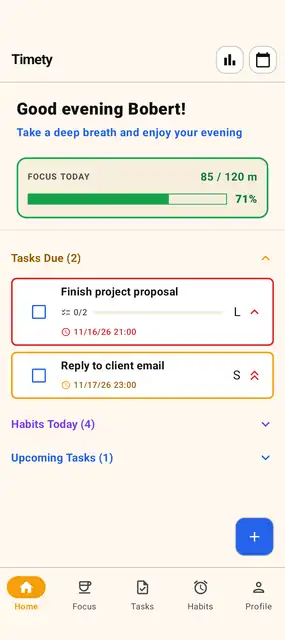 Timety
Good evening Bobert!
Take a deep breath and enjoy your evening
FOCUS TODAY 85 / 120 m
71%
Tasks Due (2)
Finish project proposal
0/2 L
11/16/26 21:00
Reply to client email
S
11/17/26 23:00
Habits Today (4)
Upcoming Tasks (1)
+
Home Focus Tasks Habits Profile